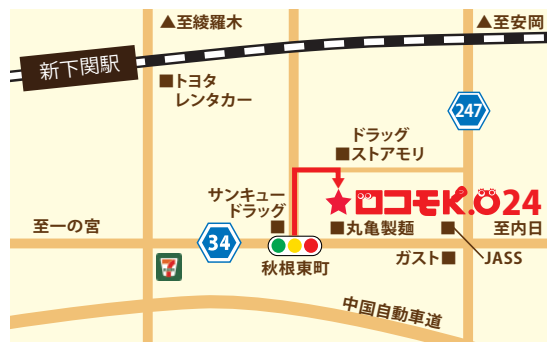 ▲至綾羅木
▲至安岡
新下関駅
■トヨタ
レンタカー
247
ドラッグ
■ストアモリ
サンキュー
ドラッグ
★ロコモK.O24
至一の宮
34
■丸亀製麺
至内日
秋根東町
ガスト■
JASS
7
中国自動車道